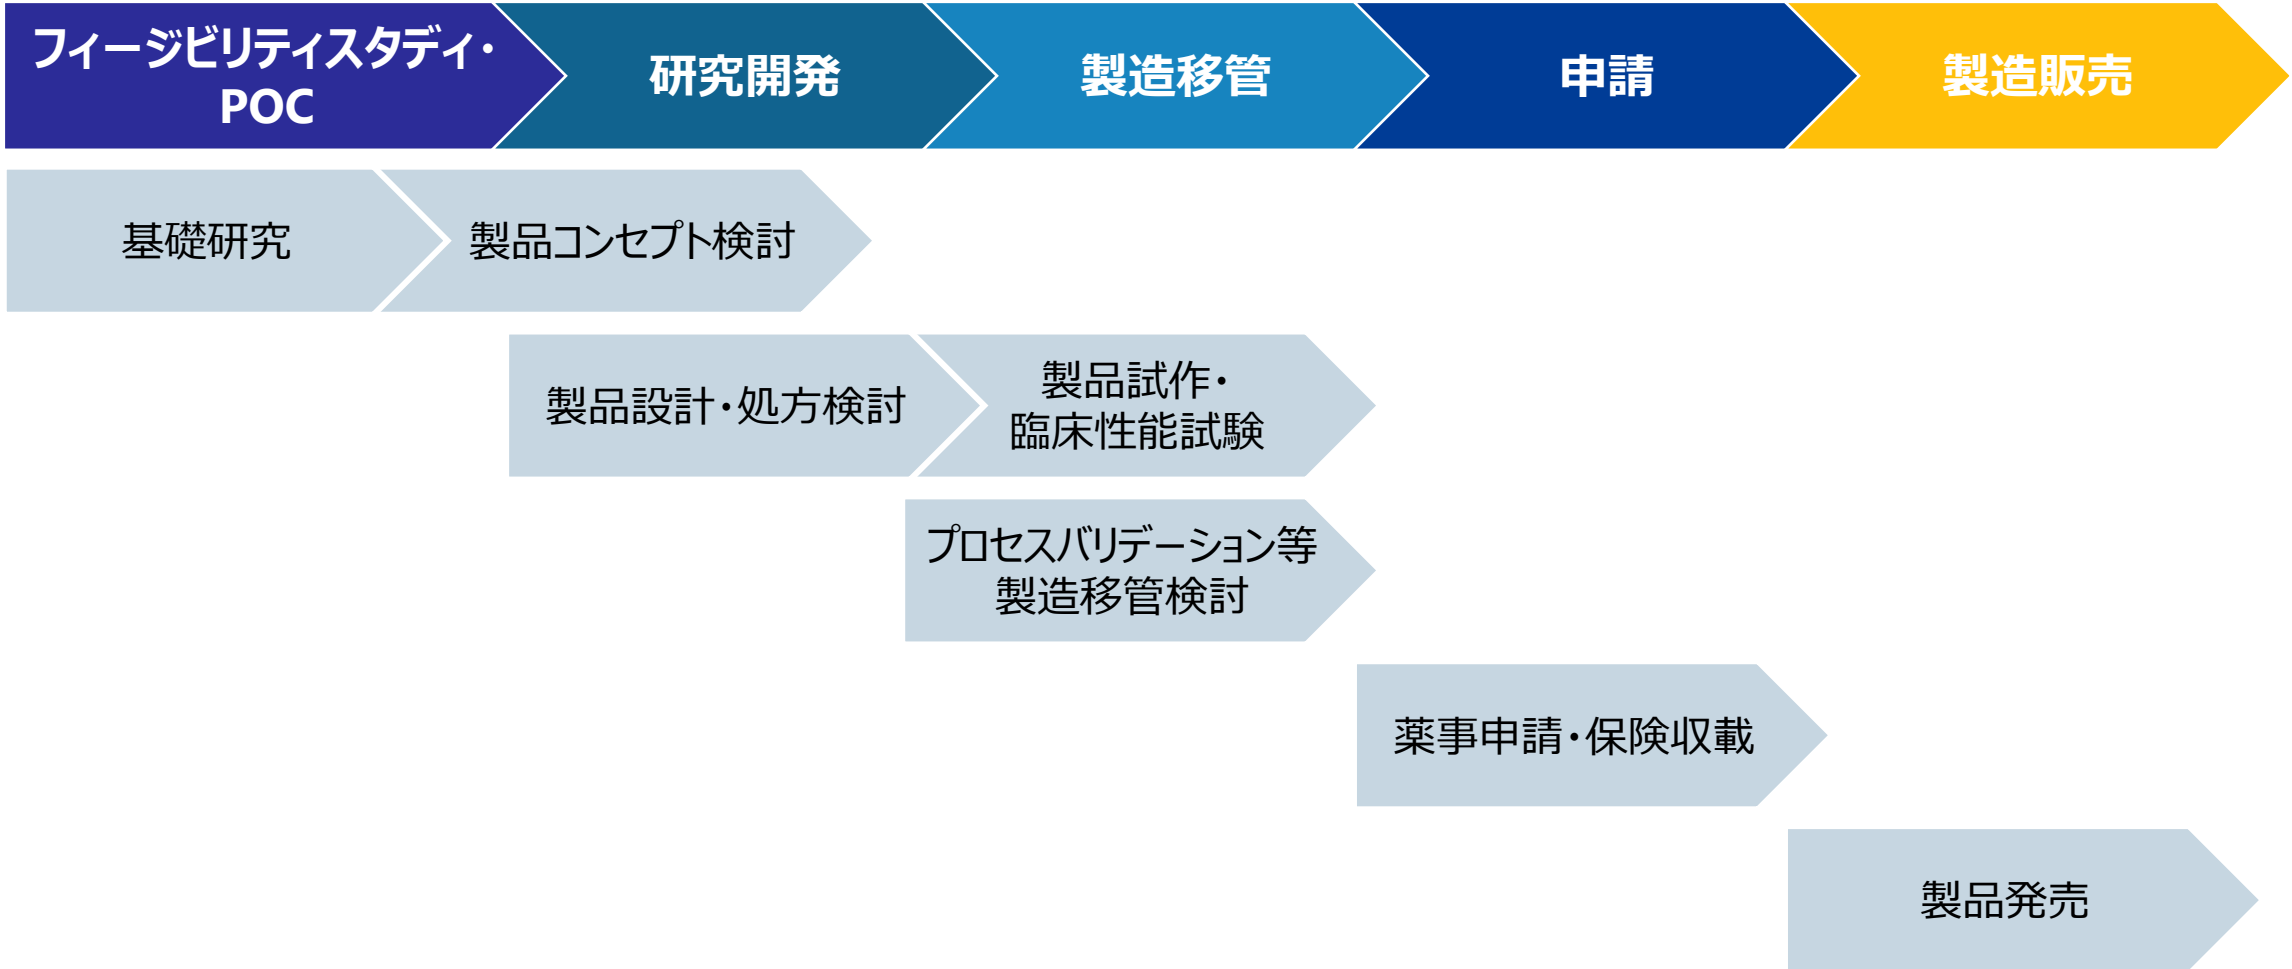 フィージビリティスタディ・
POC
研究開発
製造移管
申請
製造販売
基礎研究
製品コンセプト検討
製品設計・処方検討
製品試作・
臨床性能試験
プロセスバリデーション等
製造移管検討
薬事申請・保険収載
製品発売